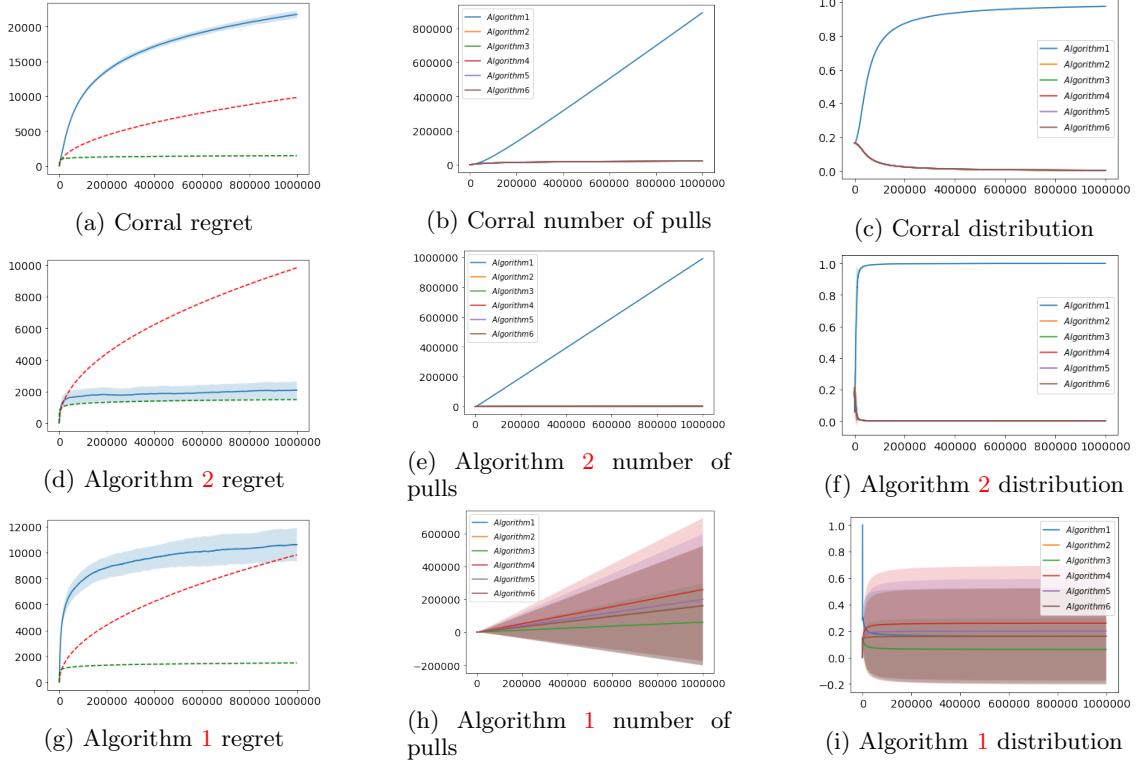 20000
15000
10000
5000
0
0 200000 400000 600000 800000 1000000
(a) Corral regret
800000
600000
400000
200000
0
Algorithm1
Algorithm2
Algorithm3
Algorithm4
Algorithm5
Algorithm6
0 200000 400000 600000 800000 1000000
(b) Corral number of pulls
1.0
0.8
0.6
0.4
0.2
0.0
Algorithm1
Algorithm2
Algorithm3
Algorithm4
Algorithm5
Algorithm6
0 200000 400000 600000 800000 1000000
(c) Corral distribution
10000
8000
6000
4000
2000
0
0 200000 400000 600000 800000 1000000
(d) Algorithm 2 regret
1000000
800000
600000
400000
200000
0
Algorithm1
Algorithm2
Algorithm3
Algorithm4
Algorithm5
Algorithm6
0 200000 400000 600000 800000 1000000
(e) Algorithm 2 number of
pulls
1.0
0.8
0.6
0.4
0.2
0.0
Algorithm1
Algorithm2
Algorithm3
Algorithm4
Algorithm5
Algorithm6
0 200000 400000 600000 800000 1000000
(f) Algorithm 2 distribution
12000
10000
8000
6000
4000
2000
0
0 200000 400000 600000 800000 1000000
(g) Algorithm 1 regret
600000
400000
200000
0
−200000
Algorithm1
Algorithm2
Algorithm3
Algorithm4
Algorithm5
Algorithm6
0 200000 400000 600000 800000 1000000
(h) Algorithm 1 number of
pulls
1.0
0.8
0.6
0.4
0.2
0.0
−0.2
Algorithm1
Algorithm2
Algorithm3
Algorithm4
Algorithm5
Algorithm6
0 200000 400000 600000 800000 1000000
(i) Algorithm 1 distribution